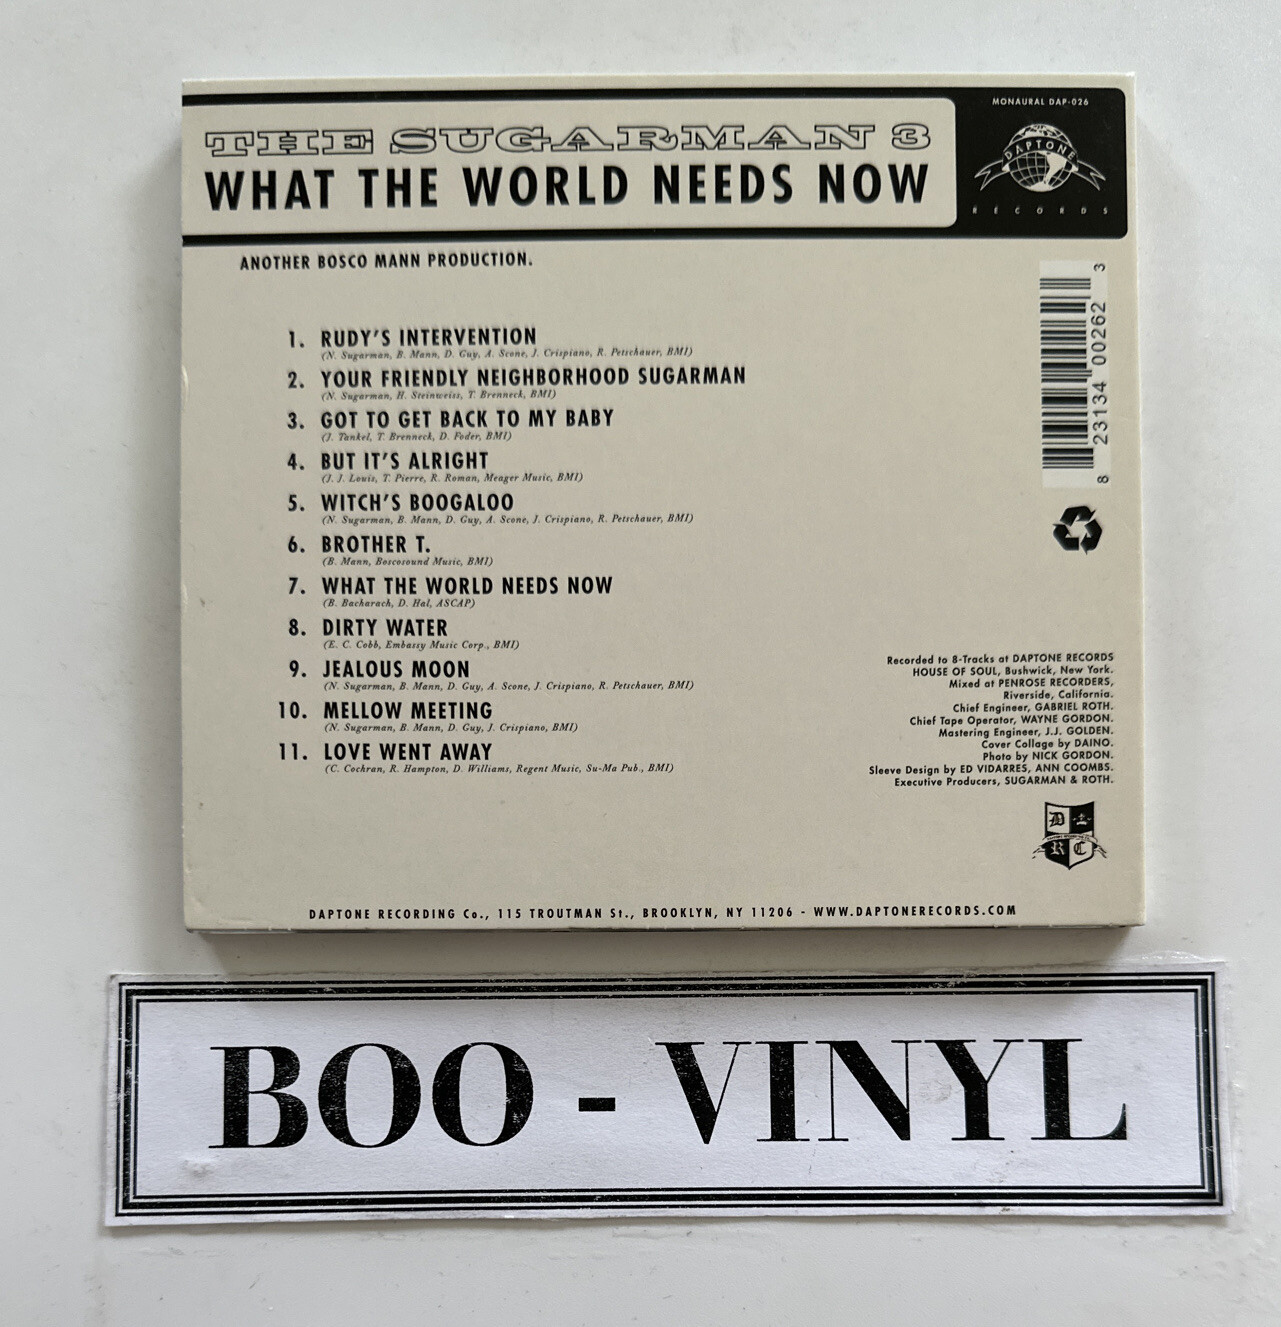 MONAURAL DAP-026
THE SUGARMAN 3
WHAT THE WORLD NEEDS NOW
DAPTONE
RECORDS
ANOTHER BOSCO MANN PRODUCTION.
1. RUDY'S INTERVENTION
(N. Sugarman, B. Mann, D. Guy, A. Scone, J. Crispiano, R. Petschauer, BMI)
2. YOUR FRIENDLY NEIGHBORHOOD SUGARMAN
(N. Sugarman, H. Steinweiss, T. Brenneck, BMI)
3. GOT TO GET BACK TO MY BABY
(J. Tankel, T. Brenneck, D. Foder, BMI)
4. BUT IT'S ALRIGHT
(J. J. Louis, T. Pierre, R. Roman, Meager Music, BMI)
5. WITCH'S BOOGALOO
(N. Sugarman, B. Mann, D. Guy, A. Scone, J. Crispiano, R. Petschauer, BMI)
6. BROTHER T.
(B. Mann, Boscosound Music, BMI)
7. WHAT THE WORLD NEEDS NOW
(B. Bacharach, D. Hal, ASCAP)
8. DIRTY WATER
(E. C. Cobb, Embassy Music Corp., BMI)
9. JEALOUS MOON
(N. Sugarman, B. Mann, D. Guy, A. Scone, J. Crispiano, R. Petschauer, BMI)
10. MELLOW MEETING
(N. Sugarman, B. Mann, D. Guy, J. Crispiano, BMI)
11. LOVE WENT AWAY
(C. Cochran, R. Hampton, D. Williams, Regent Music, Su-Ma Pub., BMI)
8 23134 00262 3
Recorded to 8-Tracks at DAPTONE RECORDS
HOUSE OF SOUL, Bushwick, New York.
Mixed at PENROSE RECORDERS,
Riverside, California.
Chief Engineer, GABRIEL ROTH.
Chief Tape Operator, WAYNE GORDON.
Mastering Engineer, J.J. GOLDEN.
Cover Collage by DAINO.
Photo by NICK GORDON.
Sleeve Design by ED VIDARRES, ANN COOMBS.
Executive Producers, SUGARMAN & ROTH.
D
R C
DAPTONE RECORDING Co., 115 TROUTMAN St., BROOKLYN, NY 11206 - WWW.DAPTONERECORDS.COM
BOO - VINYL